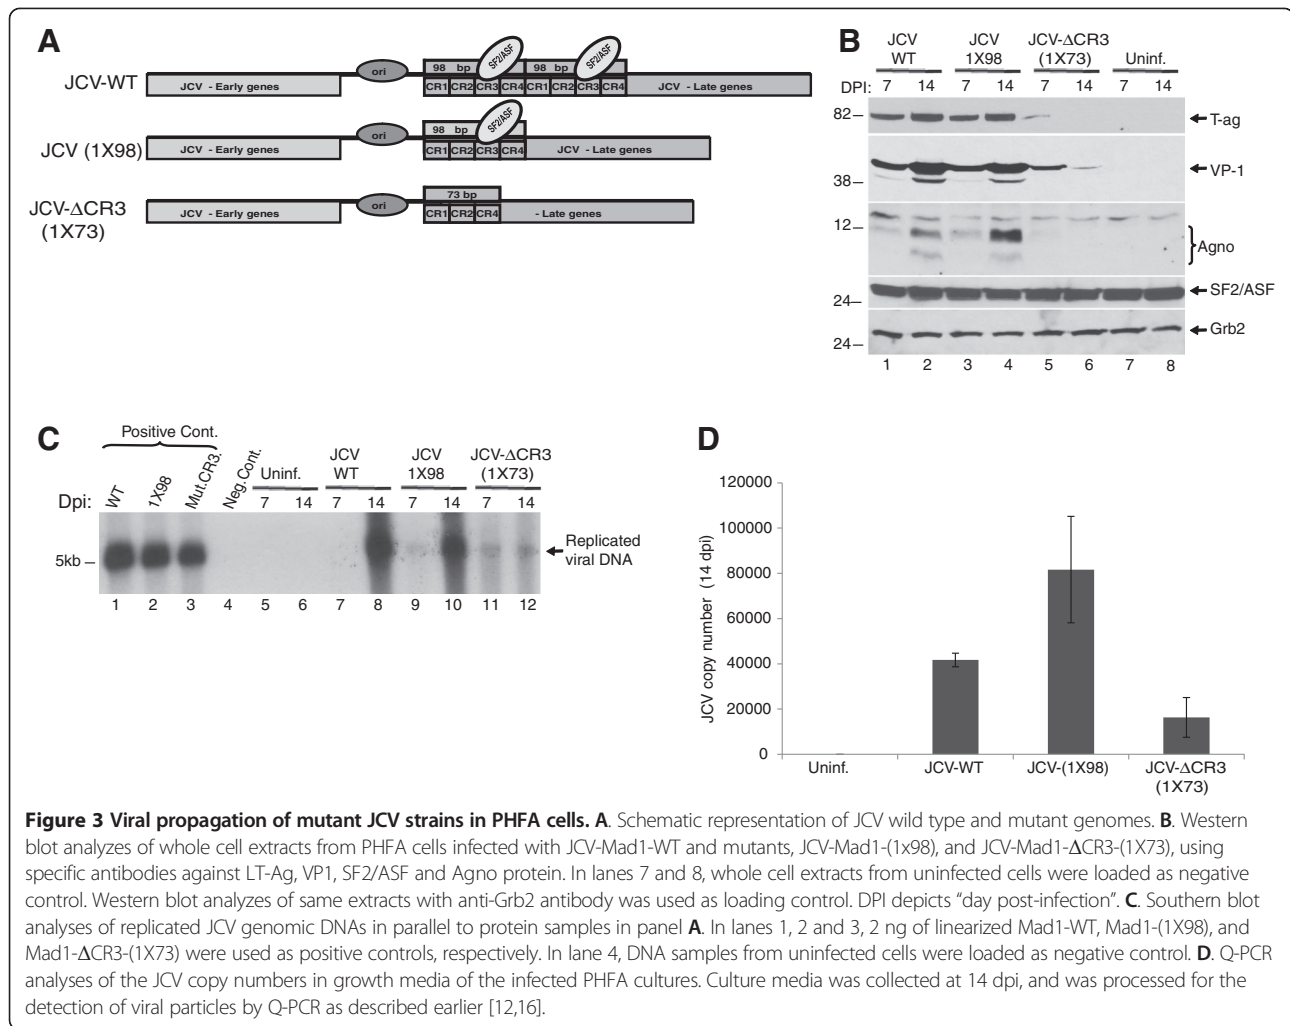 A
JCV-WT
JCV - Early genes
ori
98 bp
SF2/ASF
98 bp
SF2/ASF
CR1 CR2 CR3 CR4 CR1 CR2 CR3 CR4
JCV - Late genes
JCV (1X98)
JCV - Early genes
ori
98 bp
SF2/ASF
CR1 CR2 CR3 CR4
JCV - Late genes
JCV-ΔCR3
(1X73)
JCV - Early genes
ori
73 bp
CR1 CR2 CR4
- Late genes
B
JCV WT
JCV 1X98
JCV-ΔCR3 (1X73)
Uninf.
DPI: 7 14 7 14 7 14 7 14
82
T-ag
VP-1
38
12
Agno
SF2/ASF
24
Grb2
24
1 2 3 4 5 6 7 8
C
Positive Cont.
WT 1X98 Mut.CR3. Neg.Cont.
Uninf.
JCV WT
JCV 1X98
JCV-ΔCR3 (1X73)
Dpi: 7 14 7 14 7 14 7 14
5kb
Replicated
viral DNA
1 2 3 4 5 6 7 8 9 10 11 12
D
JCV copy number (14 dpi)
120000
100000
80000
60000
40000
20000
0
Uninf. JCV-WT JCV-(1X98) JCV-ΔCR3
(1X73)
Figure 3 Viral propagation of mutant JCV strains in PHFA cells. A. Schematic representation of JCV wild type and mutant genomes. B. Western
blot analyzes of whole cell extracts from PHFA cells infected with JCV-Mad1-WT and mutants, JCV-Mad1-(1x98), and JCV-Mad1-ΔCR3-(1X73), using
specific antibodies against LT-Ag, VP1, SF2/ASF and Agno protein. In lanes 7 and 8, whole cell extracts from uninfected cells were loaded as negative
control. Western blot analyzes of same extracts with anti-Grb2 antibody was used as loading control. DPI depicts “day post-infection”. C. Southern blot
analyses of replicated JCV genomic DNAs in parallel to protein samples in panel A. In lanes 1, 2 and 3, 2 ng of linearized Mad1-WT, Mad1-(1X98), and
Mad1-ΔCR3-(1X73) were used as positive controls, respectively. In lane 4, DNA samples from uninfected cells were loaded as negative control. D. Q-PCR
analyses of the JCV copy numbers in growth media of the infected PHFA cultures. Culture media was collected at 14 dpi, and was processed for the
detection of viral particles by Q-PCR as described earlier [12,16].